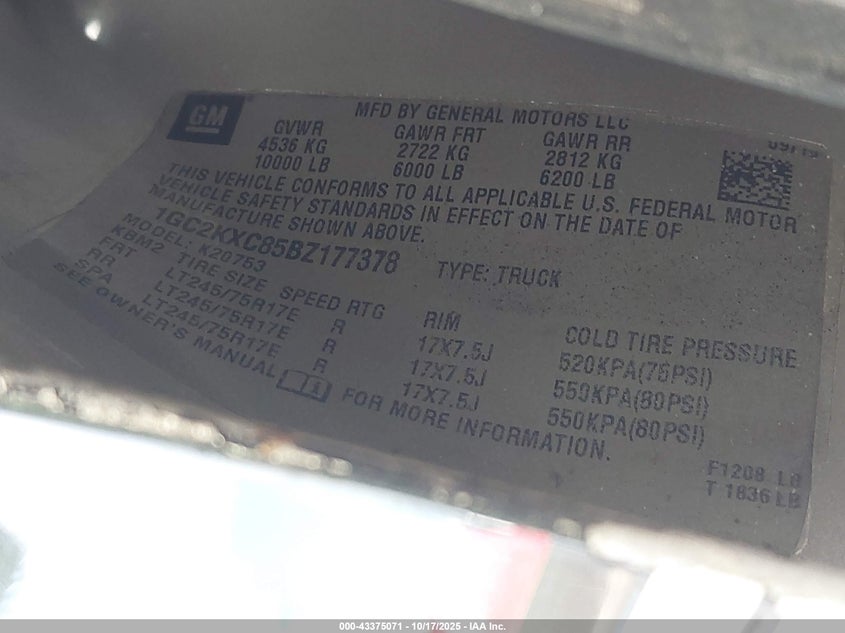 GM
MFD BY GENERAL MOTORS LLC
GVWR GAWR FRT GAWR RR
4536 KG 2722 KG 2812 KG
10000 LB 6000 LB 6200 LB
THIS VEHICLE CONFORMS TO ALL APPLICABLE U.S. FEDERAL MOTOR
VEHICLE SAFETY STANDARDS IN EFFECT ON THE DATE OF
MANUFACTURE SHOWN ABOVE.
1GC2KXC85BZ177378 TYPE: TRUCK
MODEL: K20753
KBM2 TIRE SIZE SPEED RTG RIM COLD TIRE PRESSURE
FRT LT245/75R17E R 17X7.5J 520KPA(75PSI)
RR LT245/75R17E R 17X7.5J 550KPA(80PSI)
SPA LT245/75R17E R 17X7.5J 550KPA(80PSI)
SEE OWNER'S MANUAL FOR MORE INFORMATION.
F1208 LB
T 1836 LB
000-43375071 - 10/17/2025 - IAA Inc.